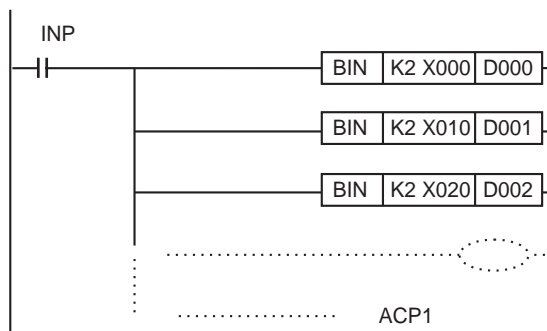 INP
BIN K2 X000 D000
BIN K2 X010 D001
BIN K2 X020 D002
ACP1